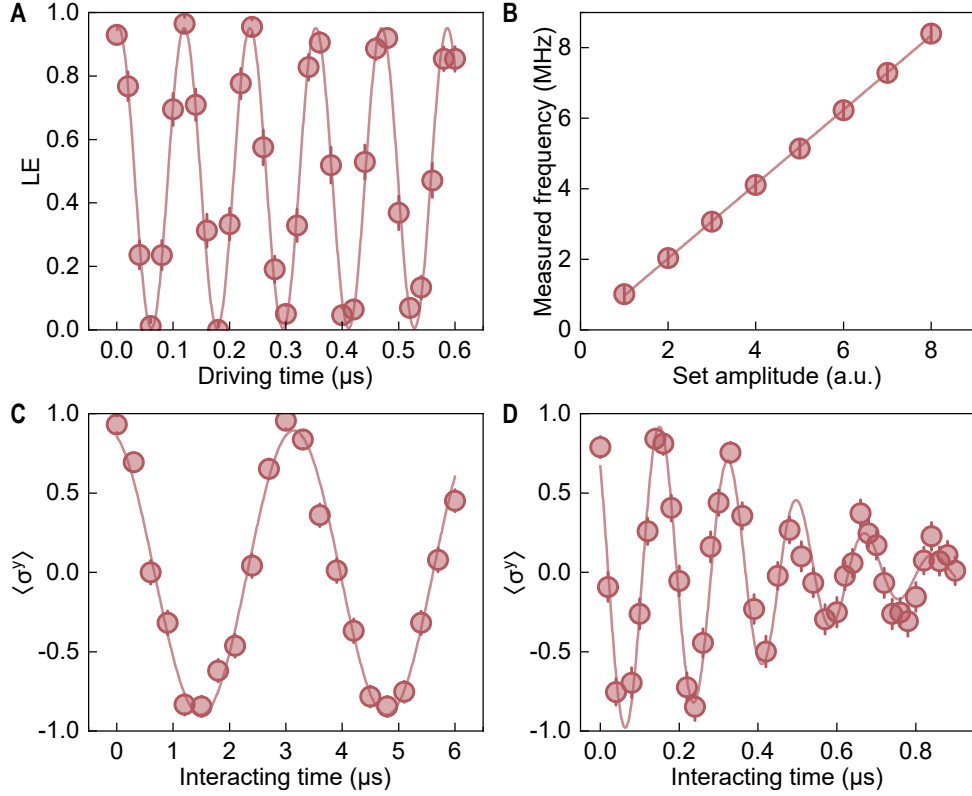 A
LE
1.0
0.8
0.6
0.4
0.2
0.0
0.0 0.1 0.2 0.3 0.4 0.5 0.6
Driving time (μs)
B
Measured frequency (MHz)
8
6
4
2
0
0 2 4 6 8
Set amplitude (a.u.)
C
⟨σʸ⟩
1.0
0.5
0.0
-0.5
-1.0
0 1 2 3 4 5 6
Interacting time (μs)
D
⟨σʸ⟩
1.0
0.5
0.0
-0.5
-1.0
0.0 0.2 0.4 0.6 0.8
Interacting time (μs)